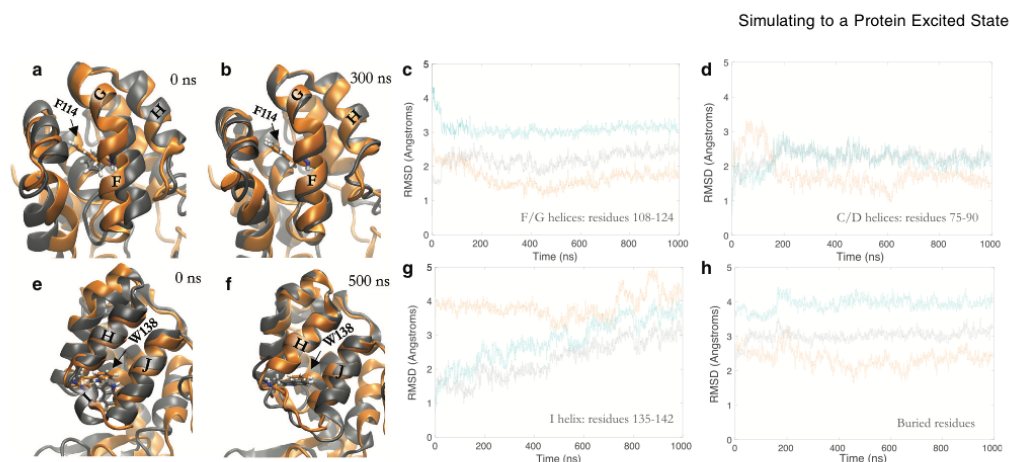 Simulating to a Protein Excited State
a
0 ns
G
H
F114
F
b
300 ns
G
H
F114
F
c
RMSD (Angstroms)
5
4
3
2
1
0
F/G helices: residues 108-124
0 200 400 600 800 1000
Time (ns)
d
RMSD (Angstroms)
5
4
3
2
1
0
C/D helices: residues 75-90
0 200 400 600 800 1000
Time (ns)
e
0 ns
H
W138
J
I
f
500 ns
H
W138
J
g
RMSD (Angstroms)
5
4
3
2
1
0
I helix: residues 135-142
0 200 400 600 800 1000
Time (ns)
h
RMSD (Angstroms)
5
4
3
2
1
0
Buried residues
0 200 400 600 800 1000
Time (ns)